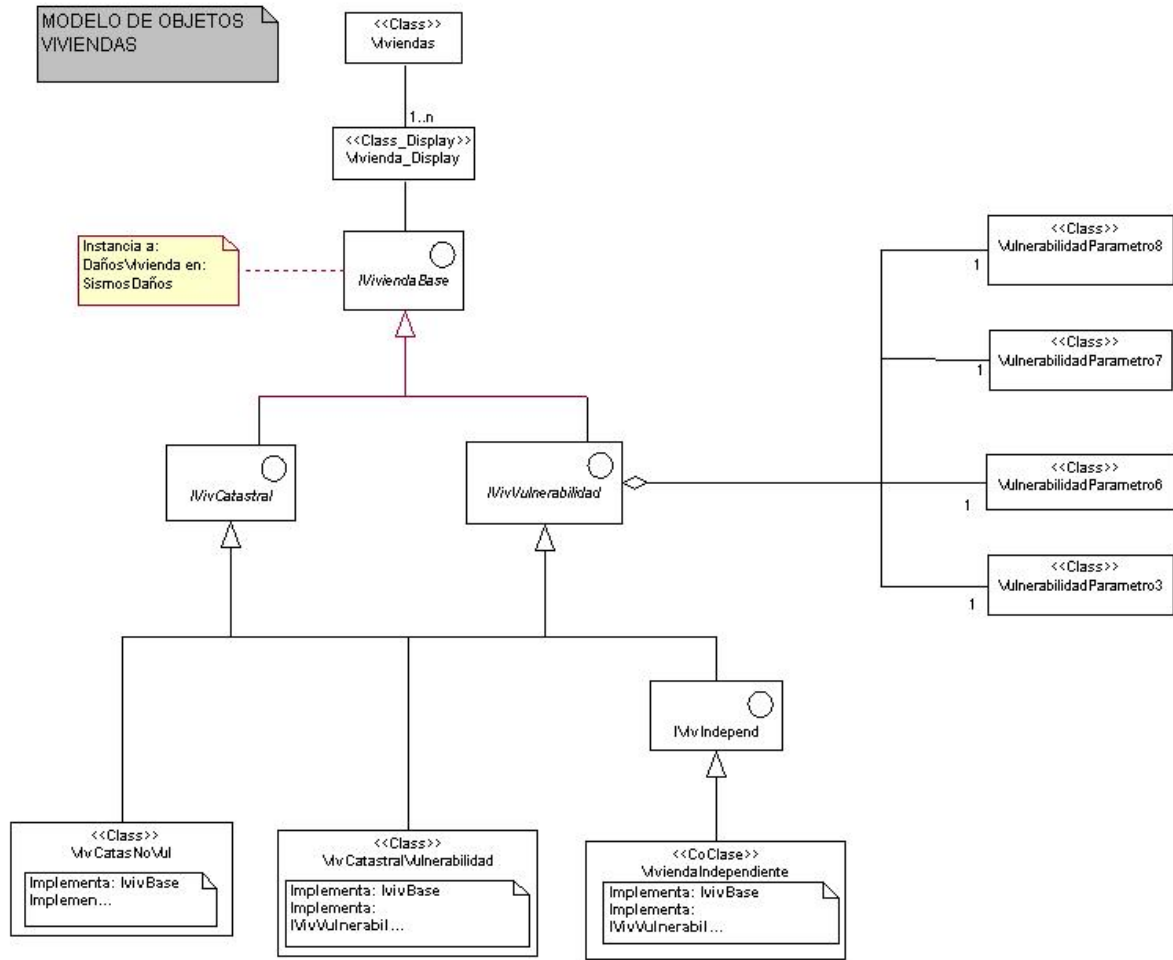 MODELO DE OBJETOS
VIVIENDAS
<<Class>>
Viviendas
1..n
<<Class_Display>>
Vivienda_Display
Instancia a:
DañosVivienda en:
SismosDaños
IViviendaBase
<<Class>>
VulnerabilidadParametro8
1
<<Class>>
VulnerabilidadParametro7
1
IVivCatastral
IVivVulnerabilidad
<<Class>>
VulnerabilidadParametro6
1
<<Class>>
VulnerabilidadParametro3
1
IVivIndepend
<<Class>>
VivCatasNoVul
Implementa: IvivBase
Implemen...
<<Class>>
VivCatastralVulnerabilidad
Implementa: IvivBase
Implementa:
IVivVulnerabil...
<<CoClase>>
ViviendaIndependiente
Implementa: IvivBase
Implementa:
IVivVulnerabil...